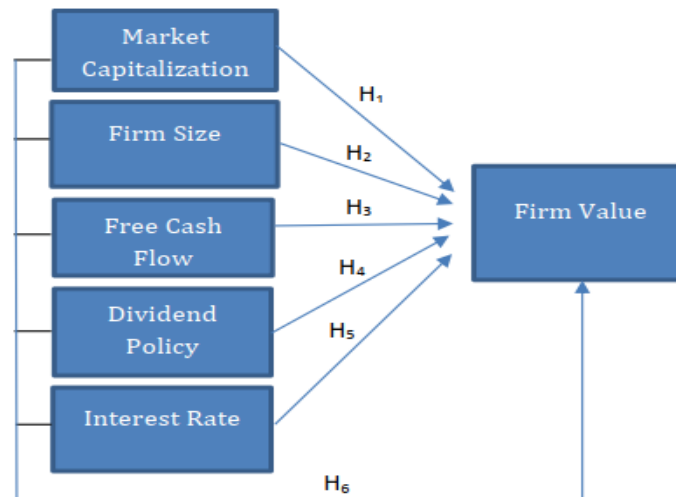 Market
Capitalization
H₁
Firm Size
H₂
Firm Value
Free Cash
Flow
H₃
Dividend
Policy
H₄
H₅
Interest Rate
H₆